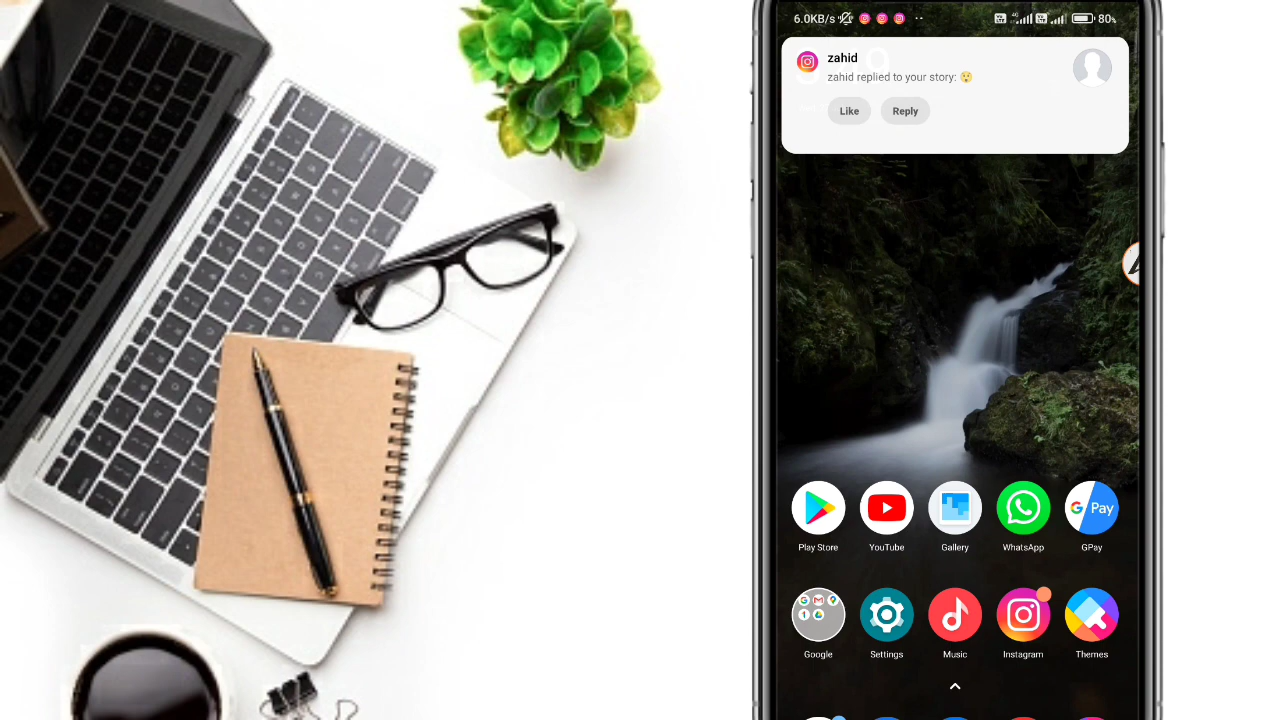 6.0KB/s
4G
80%
zahid
zahid replied to your story: 😲
Like
Reply
G Pay
Play Store
YouTube
Gallery
WhatsApp
GPay
Google
Settings
Music
Instagram
Themes